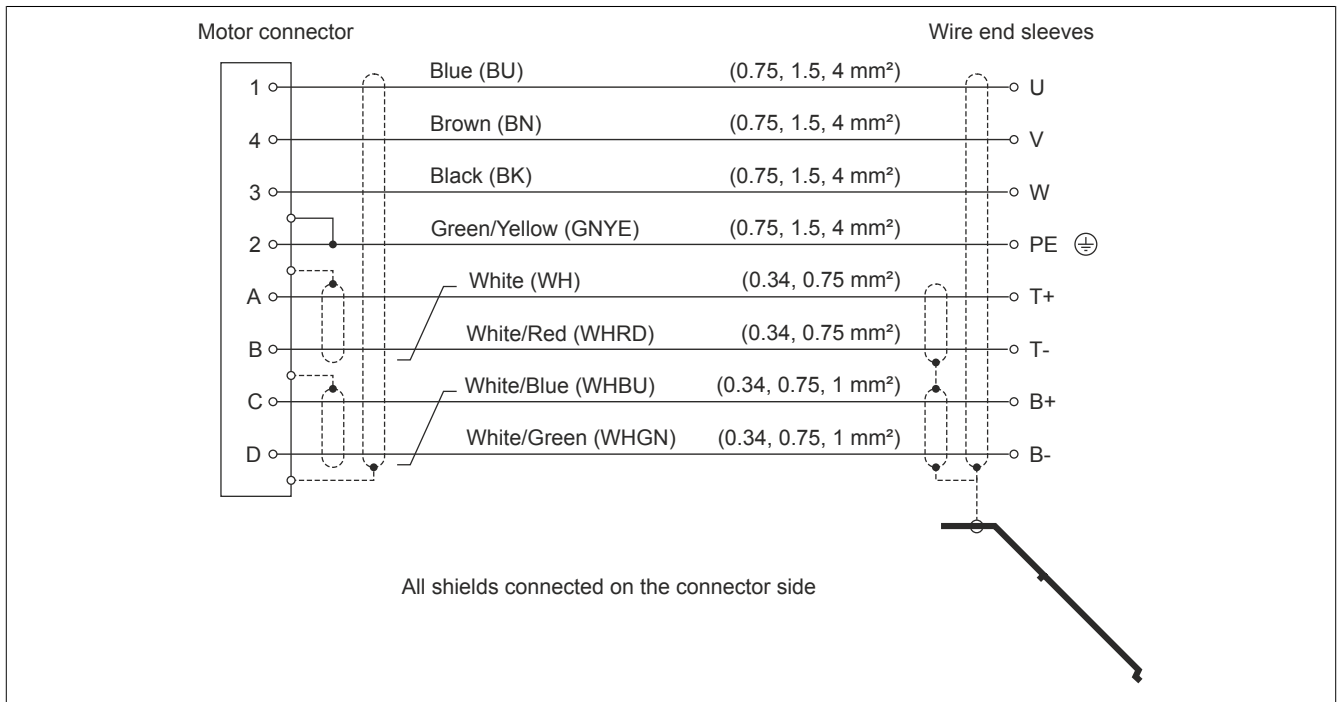 Motor connector Wire end sleeves
1 Blue (BU) (0.75, 1.5, 4 mm²) U
4 Brown (BN) (0.75, 1.5, 4 mm²) V
3 Black (BK) (0.75, 1.5, 4 mm²) W
2 Green/Yellow (GNYE) (0.75, 1.5, 4 mm²) PE
A White (WH) (0.34, 0.75 mm²) T+
B White/Red (WHRD) (0.34, 0.75 mm²) T-
C White/Blue (WHBU) (0.34, 0.75, 1 mm²) B+
D White/Green (WHGN) (0.34, 0.75, 1 mm²) B-
All shields connected on the connector side